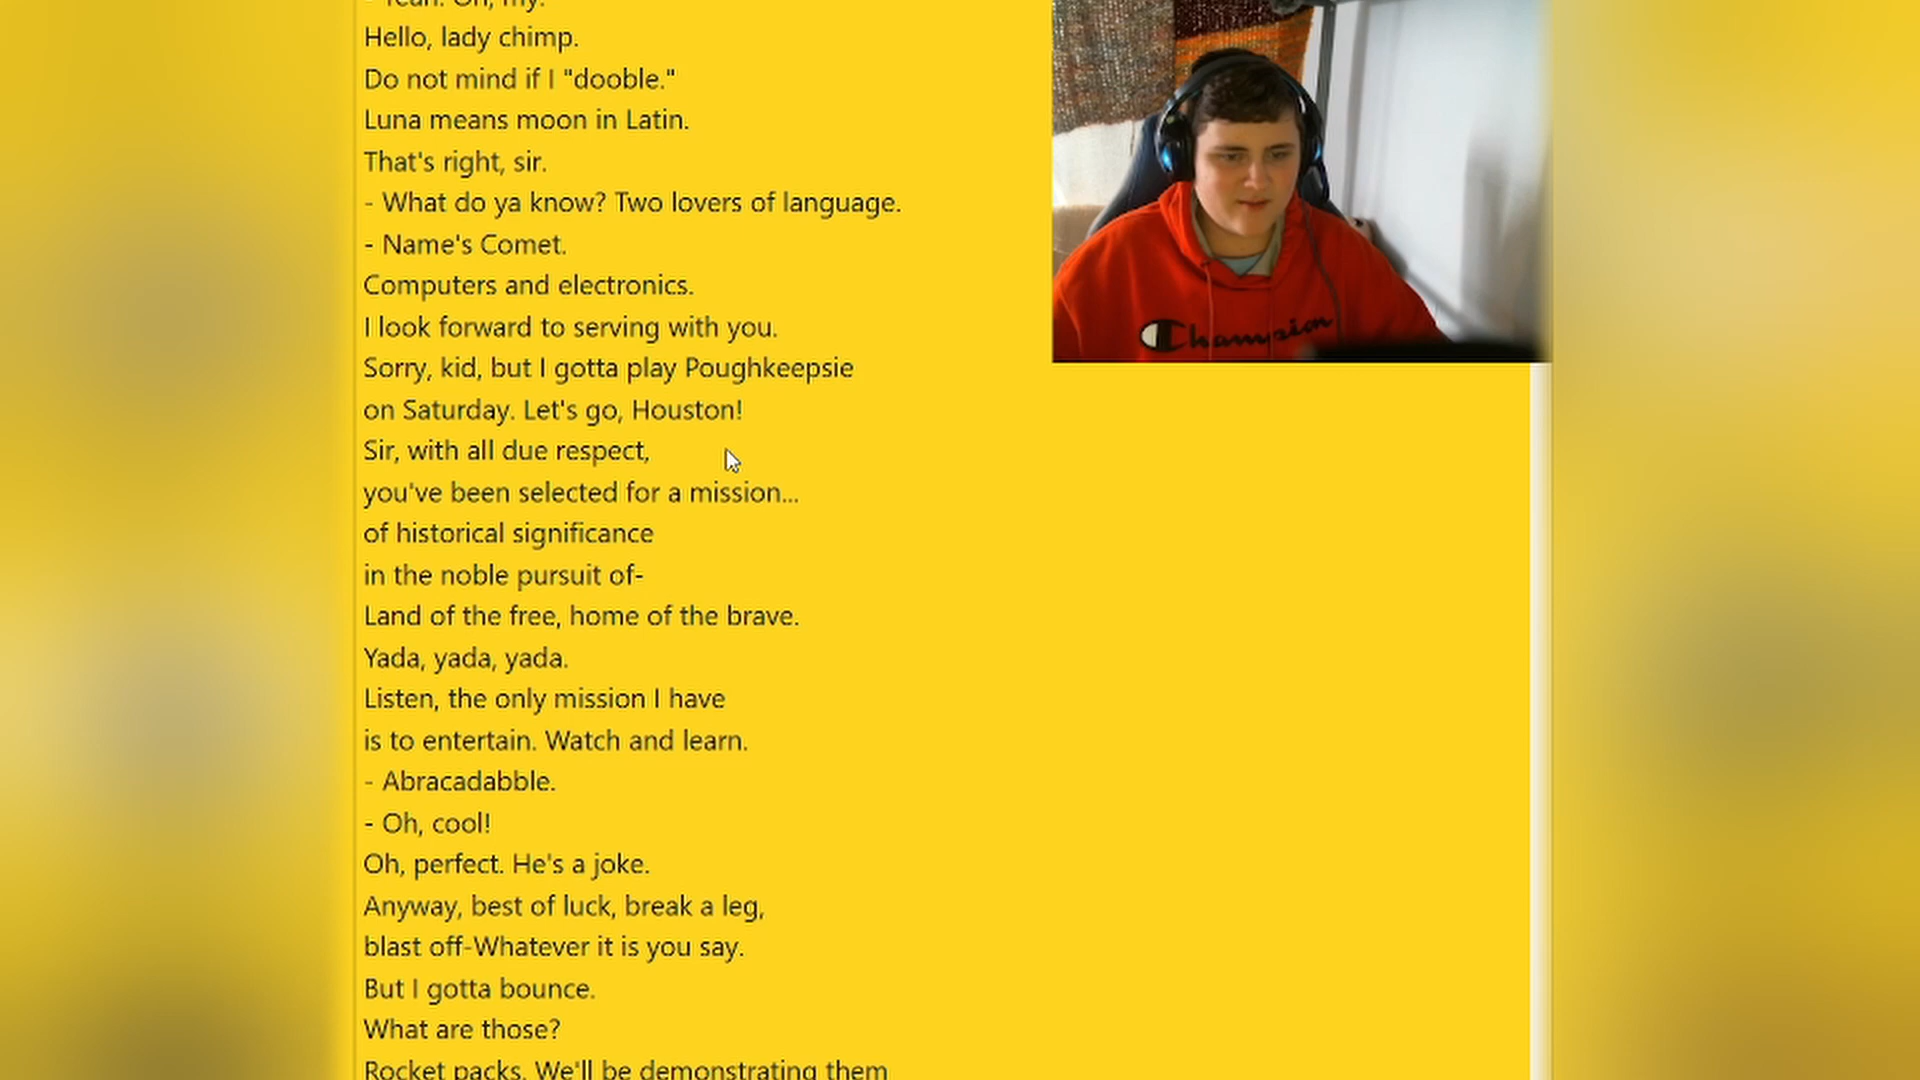 - Yeah. Oh, my.
Hello, lady chimp.
Do not mind if I "dooble."
Luna means moon in Latin.
That's right, sir.
- What do ya know? Two lovers of language.
- Name's Comet.
Computers and electronics.
I look forward to serving with you.
Sorry, kid, but I gotta play Poughkeepsie
on Saturday. Let's go, Houston!
Sir, with all due respect,
you've been selected for a mission...
of historical significance
in the noble pursuit of-
Land of the free, home of the brave.
Yada, yada, yada.
Listen, the only mission I have
is to entertain. Watch and learn.
- Abracadabble.
- Oh, cool!
Oh, perfect. He's a joke.
Anyway, best of luck, break a leg,
blast off-Whatever it is you say.
But I gotta bounce.
What are those?
Rocket packs. We'll be demonstrating them
Champion